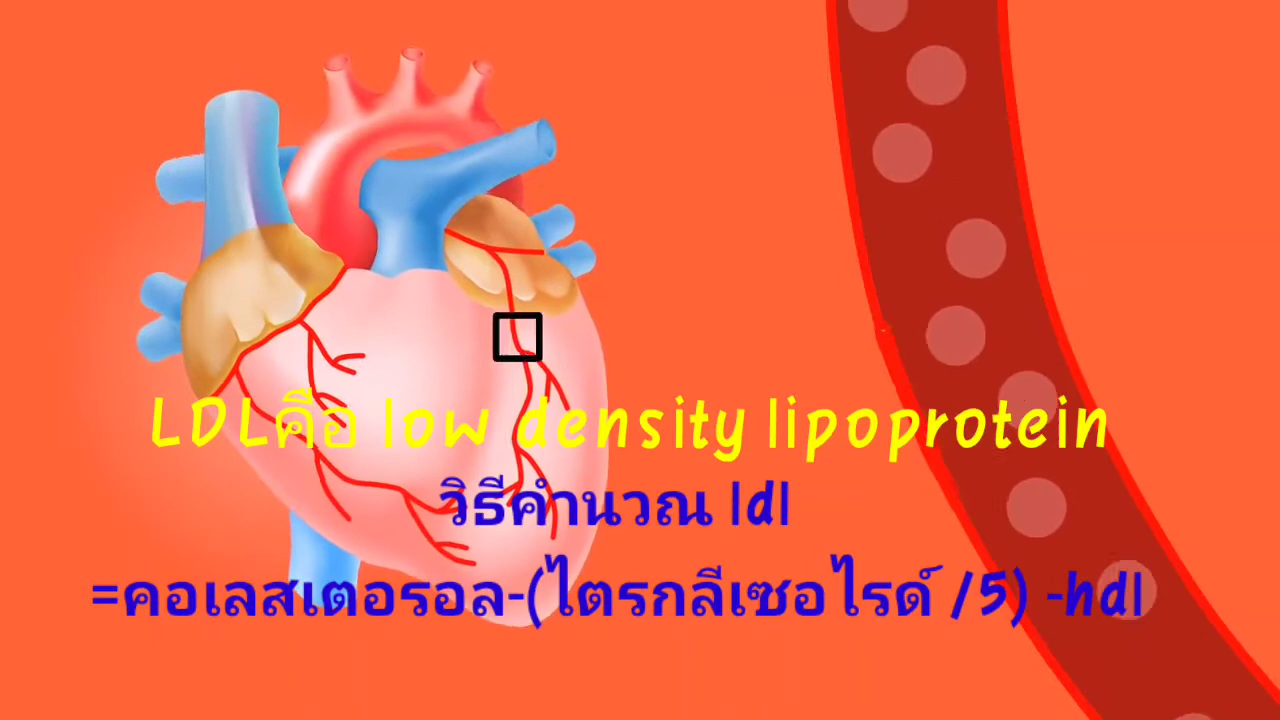 LDLคือ low density lipoprotein
วิธีคำนวณ ldl
=คอเลสเตอรอล-(ไตรกลีเซอไรด์ /5) -hdl